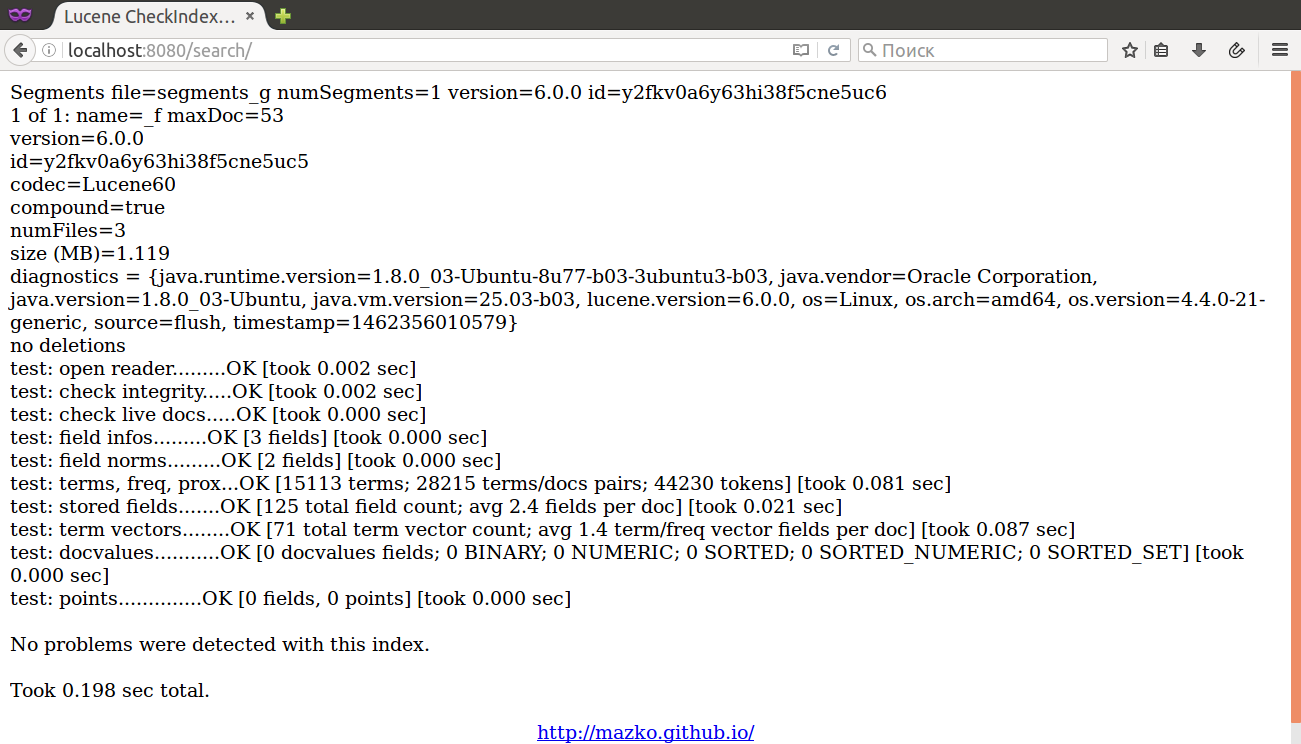 Lucene CheckIndex...
localhost:8080/search/
Поиск
Segments file=segments_g numSegments=1 version=6.0.0 id=y2fkv0a6y63hi38f5cne5uc6
1 of 1: name=_f maxDoc=53
version=6.0.0
id=y2fkv0a6y63hi38f5cne5uc5
codec=Lucene60
compound=true
numFiles=3
size (MB)=1.119
diagnostics = {java.runtime.version=1.8.0_03-Ubuntu-8u77-b03-3ubuntu3-b03, java.vendor=Oracle Corporation,
java.version=1.8.0_03-Ubuntu, java.vm.version=25.03-b03, lucene.version=6.0.0, os=Linux, os.arch=amd64, os.version=4.4.0-21-
generic, source=flush, timestamp=1462356010579}
no deletions
test: open reader.........OK [took 0.002 sec]
test: check integrity.....OK [took 0.002 sec]
test: check live docs.....OK [took 0.000 sec]
test: field infos.........OK [3 fields] [took 0.000 sec]
test: field norms.........OK [2 fields] [took 0.000 sec]
test: terms, freq, prox...OK [15113 terms; 28215 terms/docs pairs; 44230 tokens] [took 0.081 sec]
test: stored fields.......OK [125 total field count; avg 2.4 fields per doc] [took 0.021 sec]
test: term vectors........OK [71 total term vector count; avg 1.4 term/freq vector fields per doc] [took 0.087 sec]
test: docvalues...........OK [0 docvalues fields; 0 BINARY; 0 NUMERIC; 0 SORTED; 0 SORTED_NUMERIC; 0 SORTED_SET] [took
0.000 sec]
test: points..............OK [0 fields, 0 points] [took 0.000 sec]
No problems were detected with this index.
Took 0.198 sec total.
http://mazko.github.io/